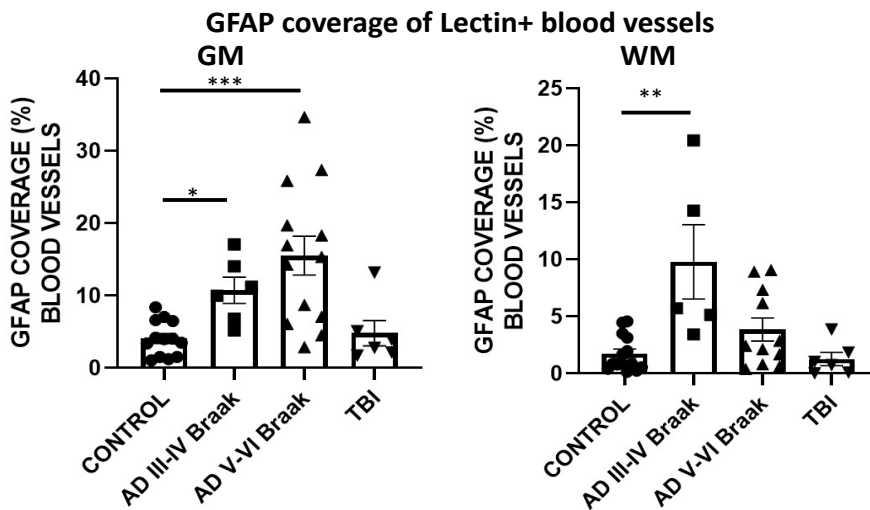 GFAP coverage of Lectin+ blood vessels
GM
GFAP COVERAGE (%)
BLOOD VESSELS
40
30
20
10
0
***
*
CONTROL
AD III-IV Braak
AD V-VI Braak
TBI
WM
GFAP COVERAGE (%)
BLOOD VESSELS
25
20
15
10
5
0
**
CONTROL
AD III-IV Braak
AD V-VI Braak
TBI